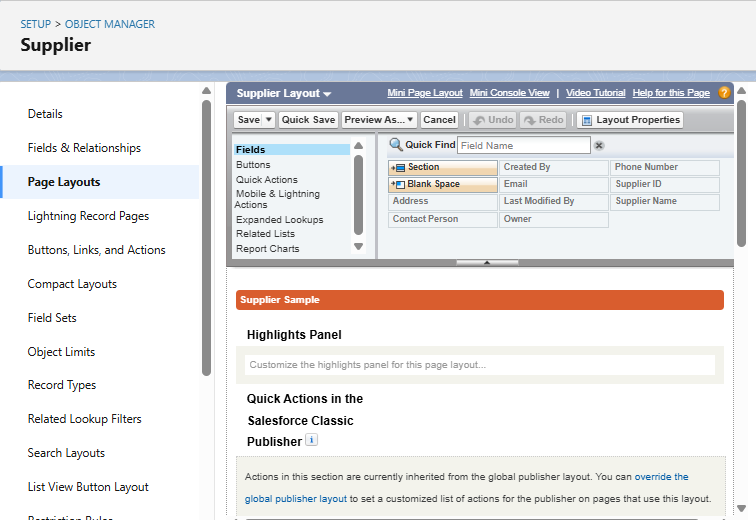 SETUP > OBJECT MANAGER
Supplier
Details
Fields & Relationships
Page Layouts
Lightning Record Pages
Buttons, Links, and Actions
Compact Layouts
Field Sets
Object Limits
Record Types
Related Lookup Filters
Search Layouts
List View Button Layout
Restriction Rules
Supplier Layout Mini Page Layout Mini Console View | Video Tutorial Help for this Page ?
Save Quick Save Preview As... Cancel Undo Redo Layout Properties
Fields
Buttons
Quick Actions
Mobile & Lightning
Actions
Expanded Lookups
Related Lists
Report Charts
Quick Find Field Name
Section Created By Phone Number
Blank Space Email Supplier ID
Address Last Modified By Supplier Name
Contact Person Owner
Supplier Sample
Highlights Panel
Customize the highlights panel for this page layout...
Quick Actions in the
Salesforce Classic
Publisher i
Actions in this section are currently inherited from the global publisher layout. You can override the
global publisher layout to set a customized list of actions for the publisher on pages that use this layout.